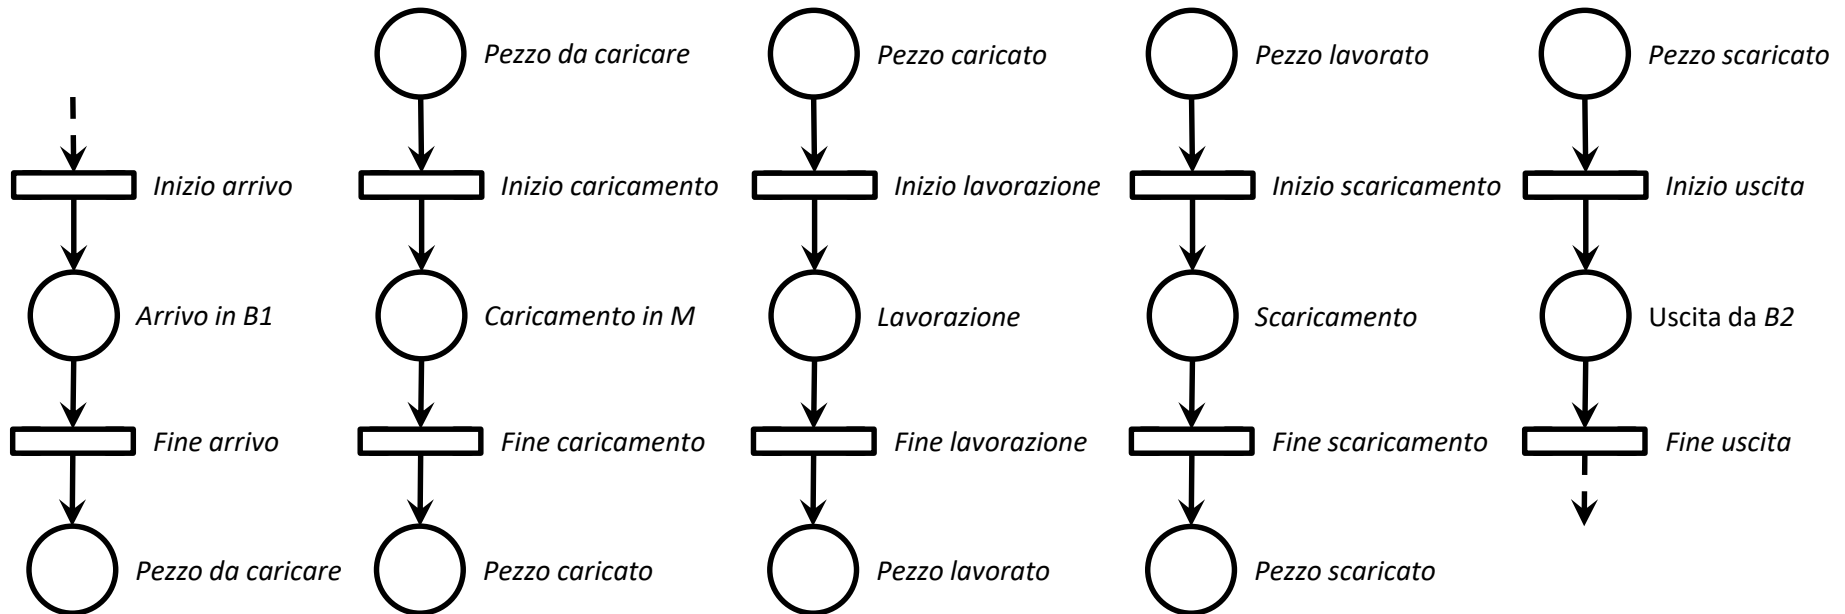 Pezzo da caricare
Pezzo caricato
Pezzo lavorato
Pezzo scaricato
Inizio arrivo
Inizio caricamento
Inizio lavorazione
Inizio scaricamento
Inizio uscita
Arrivo in B1
Caricamento in M
Lavorazione
Scaricamento
Uscita da B2
Fine arrivo
Fine caricamento
Fine lavorazione
Fine scaricamento
Fine uscita
Pezzo da caricare
Pezzo caricato
Pezzo lavorato
Pezzo scaricato